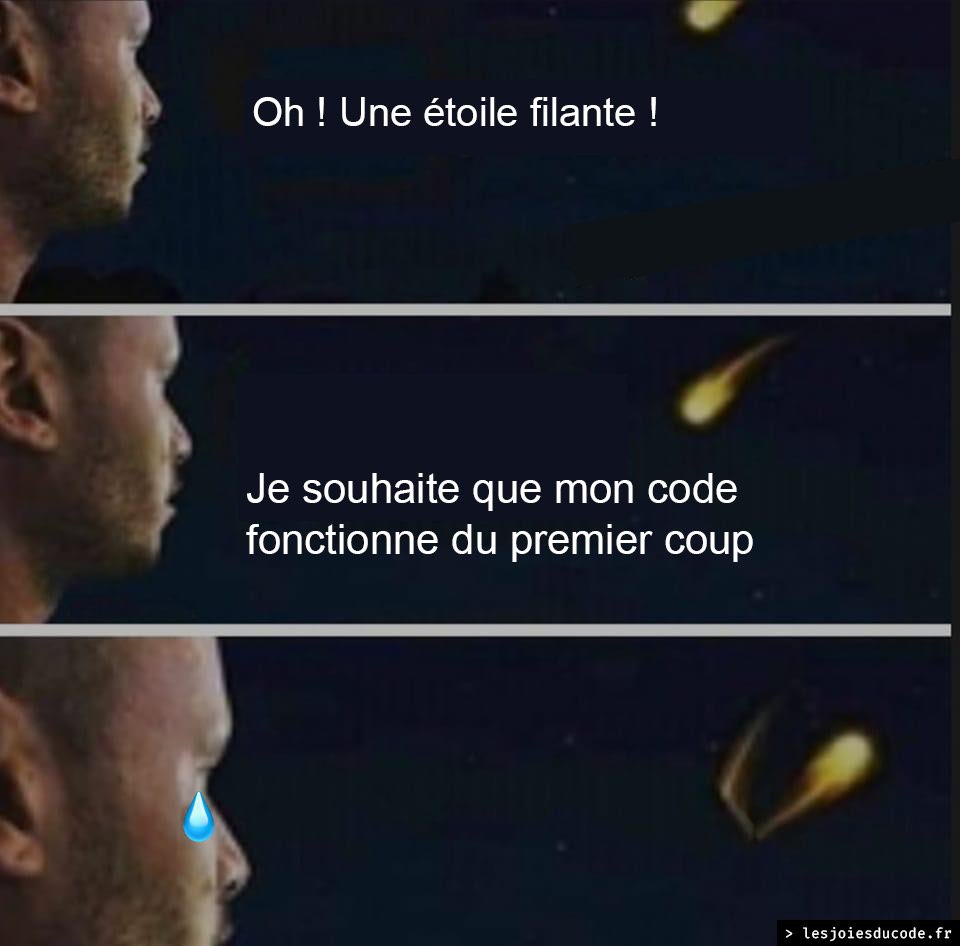 Oh ! Une étoile filante !
Je souhaite que mon code
fonctionne du premier coup
> lesjoiesducode.fr